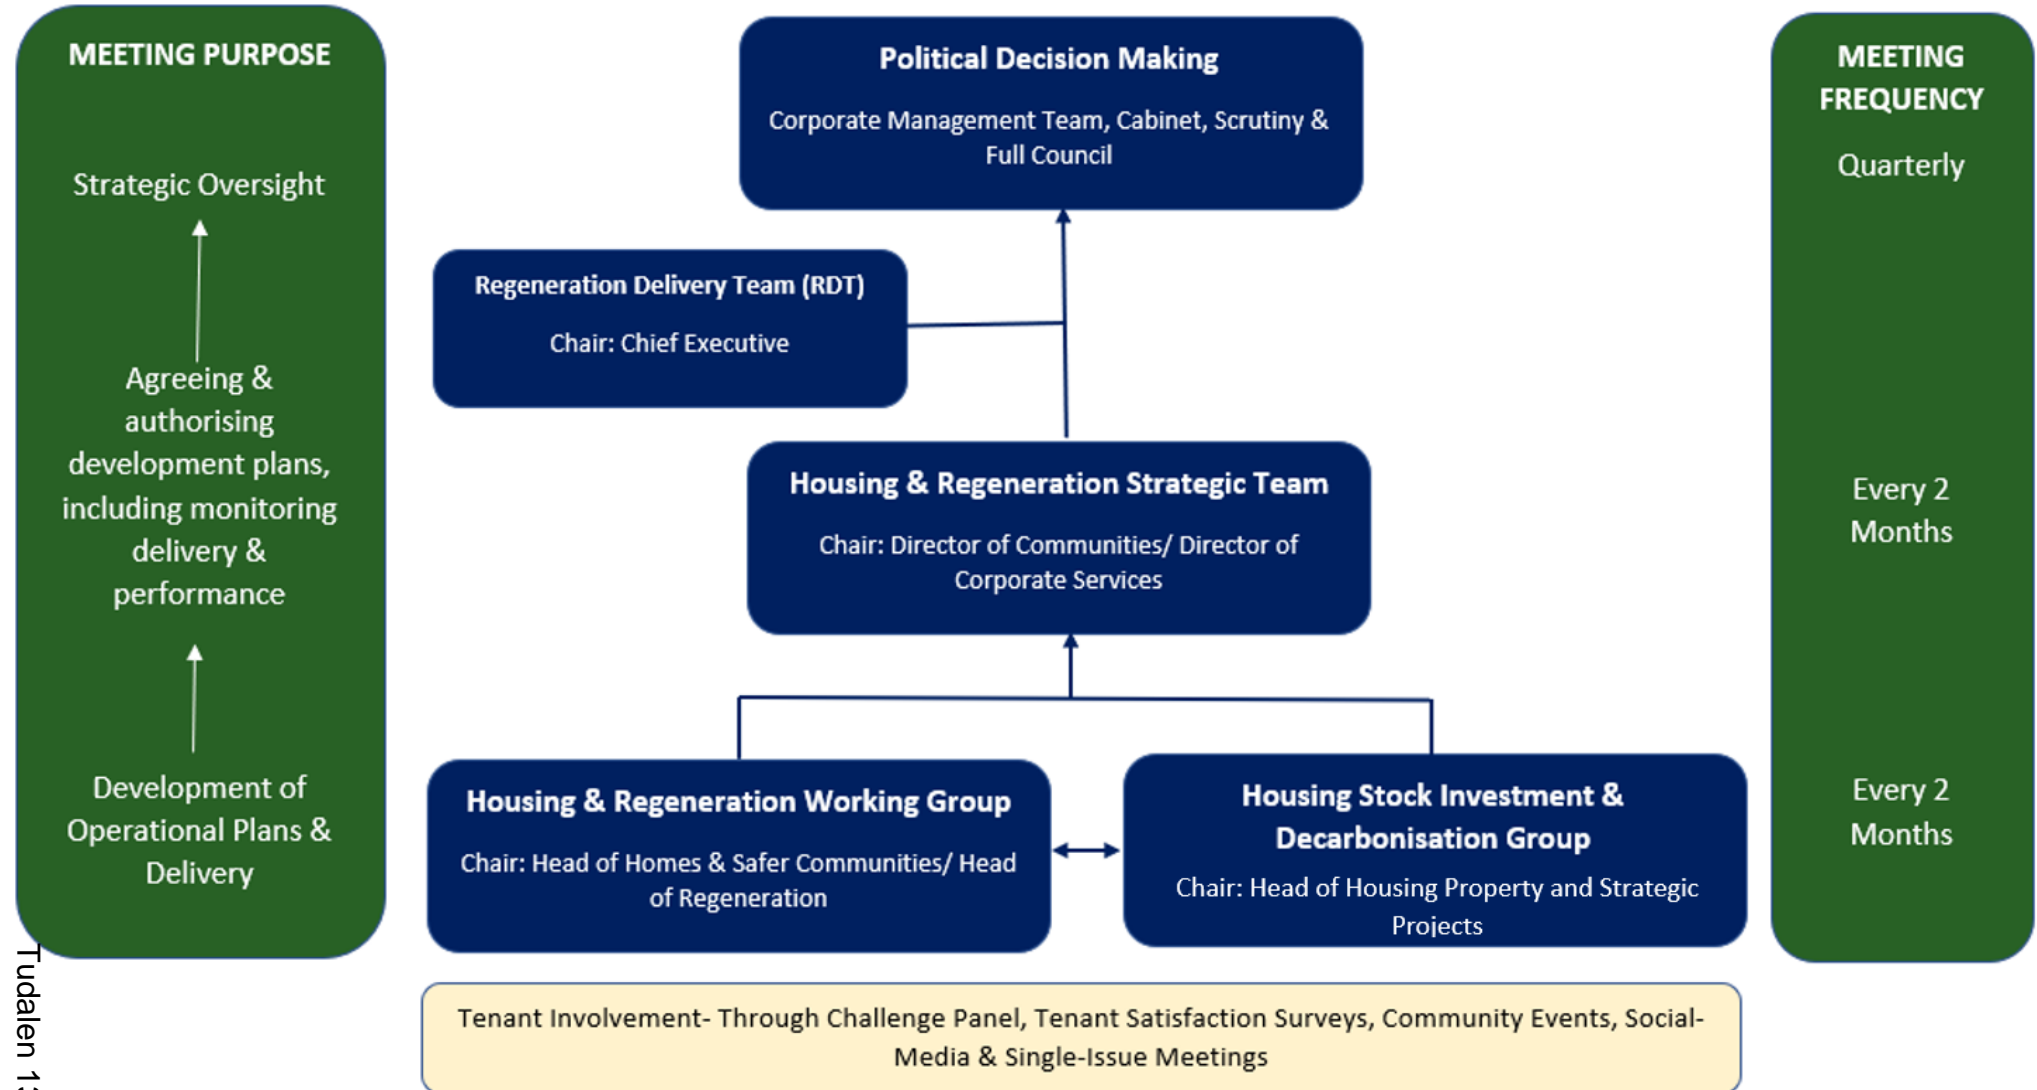 MEETING PURPOSE
Strategic Oversight
Agreeing &
authorising
development plans,
including monitoring
delivery &
performance
Development of
Operational Plans &
Delivery
Political Decision Making
Corporate Management Team, Cabinet, Scrutiny &
Full Council
Regeneration Delivery Team (RDT)
Chair: Chief Executive
Housing & Regeneration Strategic Team
Chair: Director of Communities/ Director of
Corporate Services
Housing & Regeneration Working Group
Chair: Head of Homes & Safer Communities/ Head
of Regeneration
Housing Stock Investment &
Decarbonisation Group
Chair: Head of Housing Property and Strategic
Projects
MEETING
FREQUENCY
Quarterly
Every 2
Months
Every 2
Months
Tenant Involvement- Through Challenge Panel, Tenant Satisfaction Surveys, Community Events, Social-
Media & Single-Issue Meetings
Tudalen